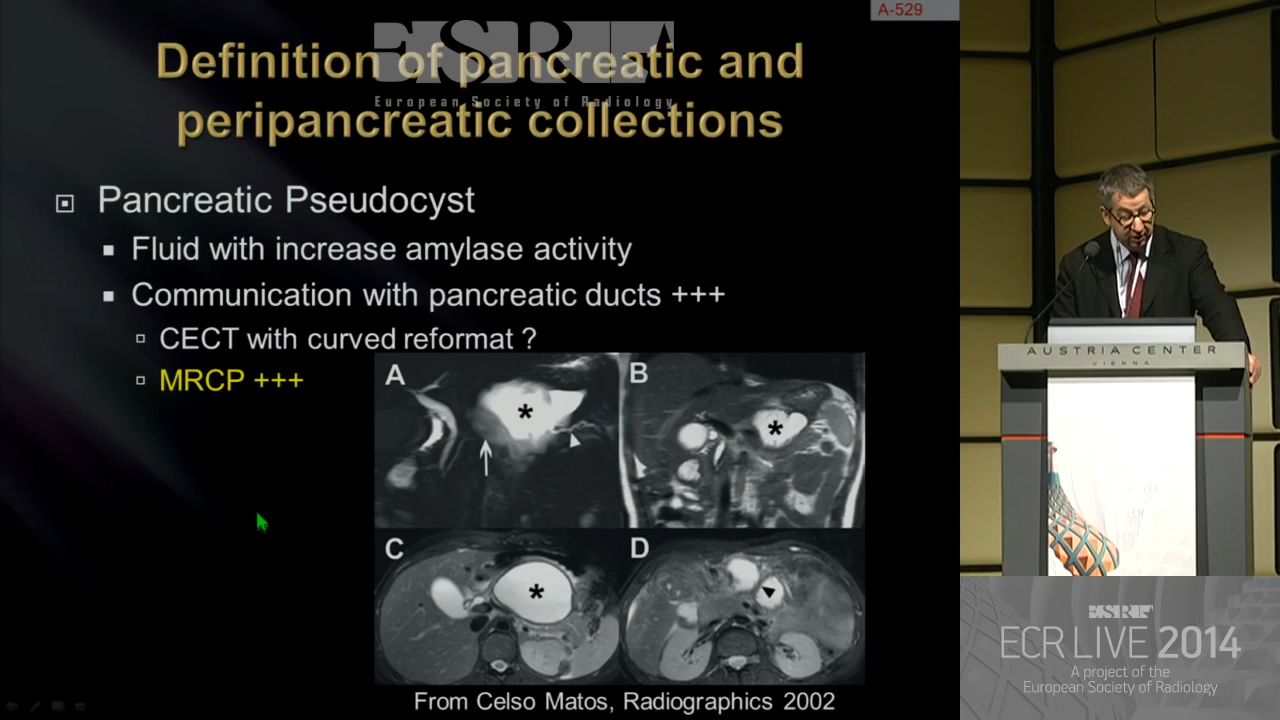 A-529
ESR
European Society of Radiology
Definition of pancreatic and
peripancreatic collections
Pancreatic Pseudocyst
Fluid with increase amylase activity
Communication with pancreatic ducts +++
CECT with curved reformat ?
MRCP +++
A
*
B
*
C
*
D
From Celso Matos, Radiographics 2002
AUSTRIA CENTER
VIENNA
ESR
ECR LIVE 2014
A project of the
European Society of Radiology